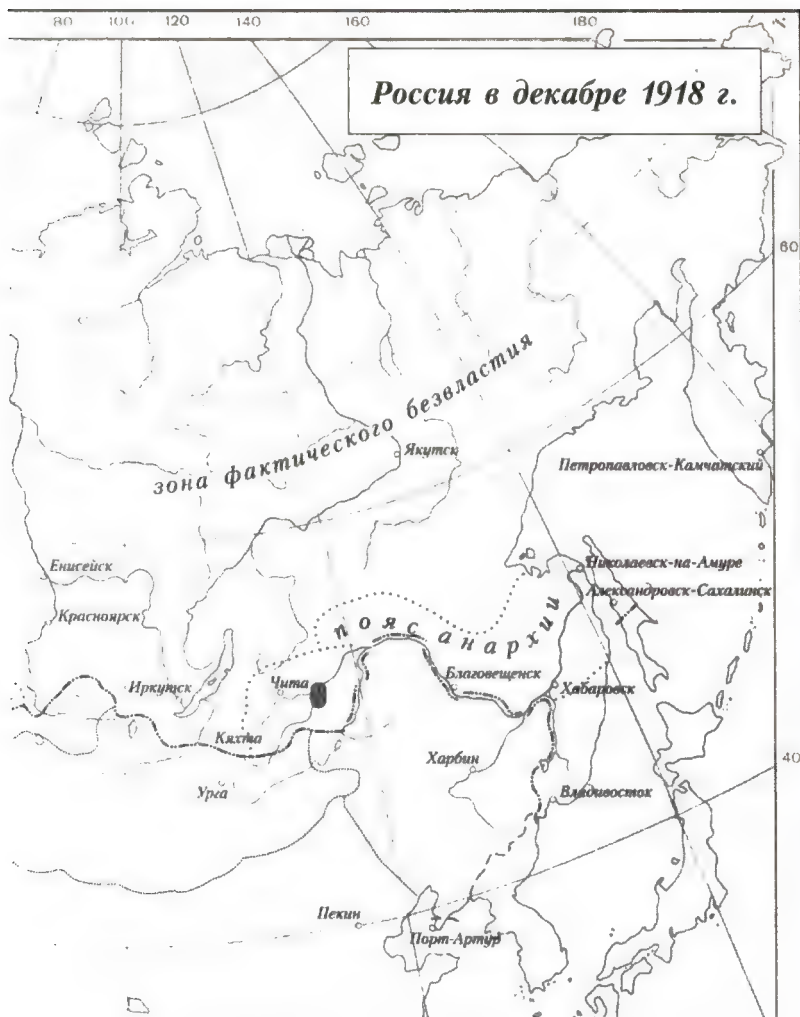 80 100 120 140 160 180
Россия в декабре 1918 г.
60
зона фактического безвластия
Якутск
Петропавловск-Камчатский
Енисейск
Николаевск-на-Амуре
Александровск-Сахалинск
Красноярск
пояс анархии
Иркутск
Чита
Благовещенск
Хабаровск
Кяхта
Харбин
40
Урга
Владивосток
Пекин
Порт-Артур